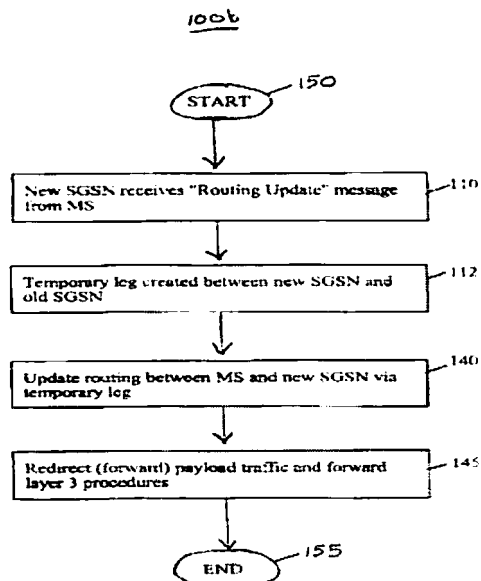 100t
150
START
New SGSN receives "Routing Update" message
from MS
110
Temporary leg created between new SGSN and
old SGSN
112
Update routing between MS and new SGSN via
temporary leg
140
Redirect (forward) payload traffic and forward
layer 3 procedures
145
155
END